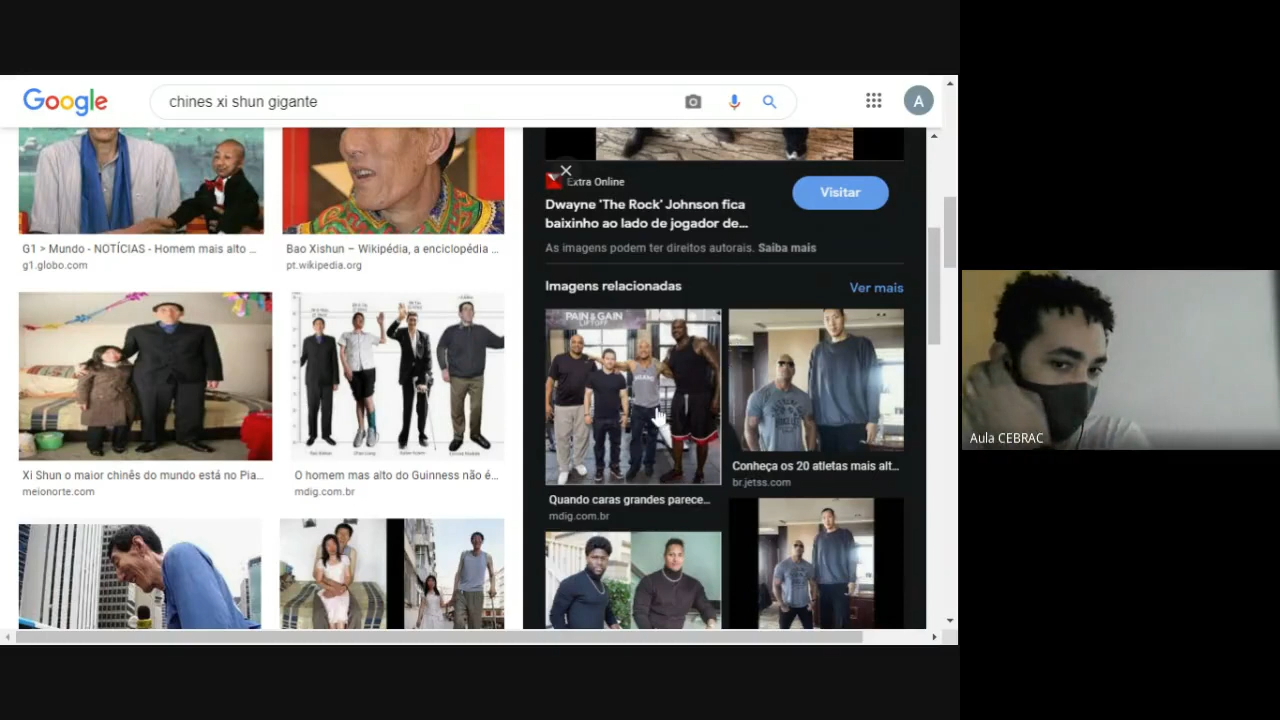 Google
chines xi shun gigante
A
G1 > Mundo - NOTÍCIAS - Homem mais alto ...
g1.globo.com
Bao Xishun – Wikipédia, a enciclopédia ...
pt.wikipedia.org
Extra Online
Visitar
Dwayne 'The Rock' Johnson fica
baixinho ao lado de jogador de...
As imagens podem ter direitos autorais. Saiba mais
Imagens relacionadas
Ver mais
PAIN & GAIN
LIFTOFF
Xi Shun o maior chinês do mundo está no Pia...
meionorte.com
O homem mas alto do Guinness não é...
mdig.com.br
Quando caras grandes parece...
mdig.com.br
Conheça os 20 atletas mais alt...
br.jetss.com
Aula CEBRAC